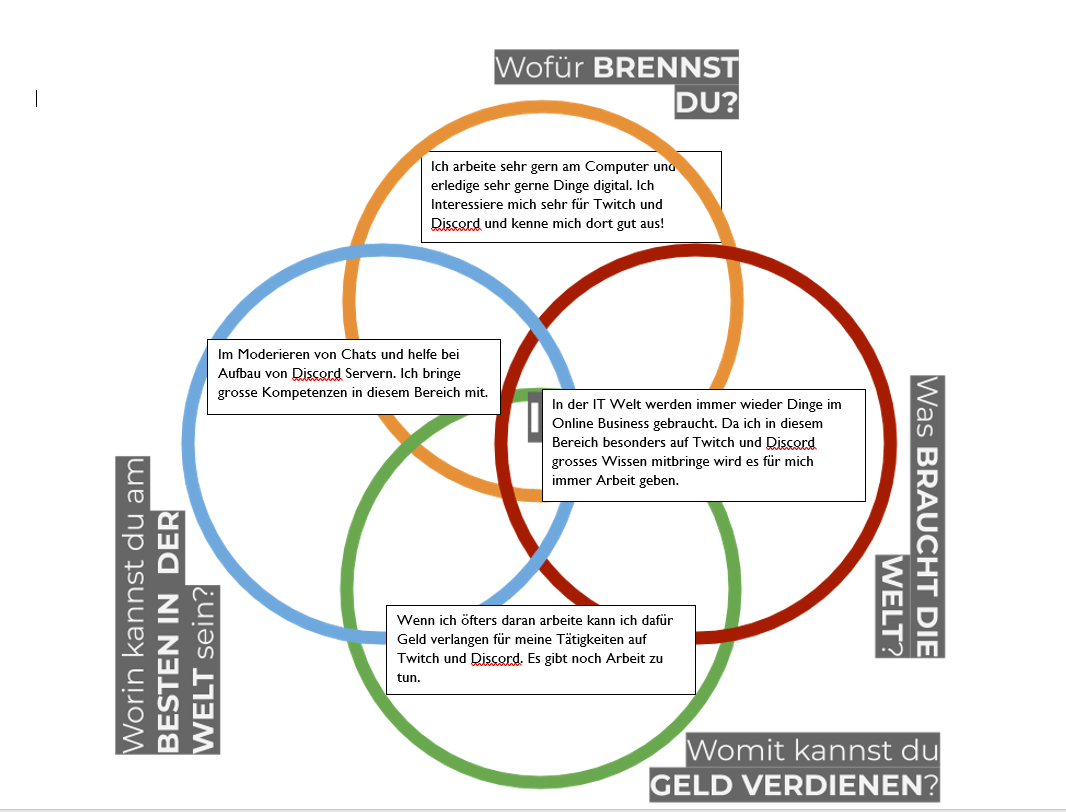 Wofür BRENNST
DU?
Ich arbeite sehr gern am Computer und
erledige sehr gerne Dinge digital. Ich
Interessiere mich sehr für Twitch und
Discord und kenne mich dort gut aus!
Im Moderieren von Chats und helfe bei
Aufbau von Discord Servern. Ich bringe
grosse Kompetenzen in diesem Bereich mit.
In der IT Welt werden immer wieder Dinge im
Online Business gebraucht. Da ich in diesem
Bereich besonders auf Twitch und Discord
grosses Wissen mitbringe wird es für mich
immer Arbeit geben.
Was BRAUCHT DIE
WELT?
Worin kannst du am
BESTEN IN DER
WELT sein?
Wenn ich öfters daran arbeite kann ich dafür
Geld verlangen für meine Tätigkeiten auf
Twitch und Discord. Es gibt noch Arbeit zu
tun.
Womit kannst du
GELD VERDIENEN?